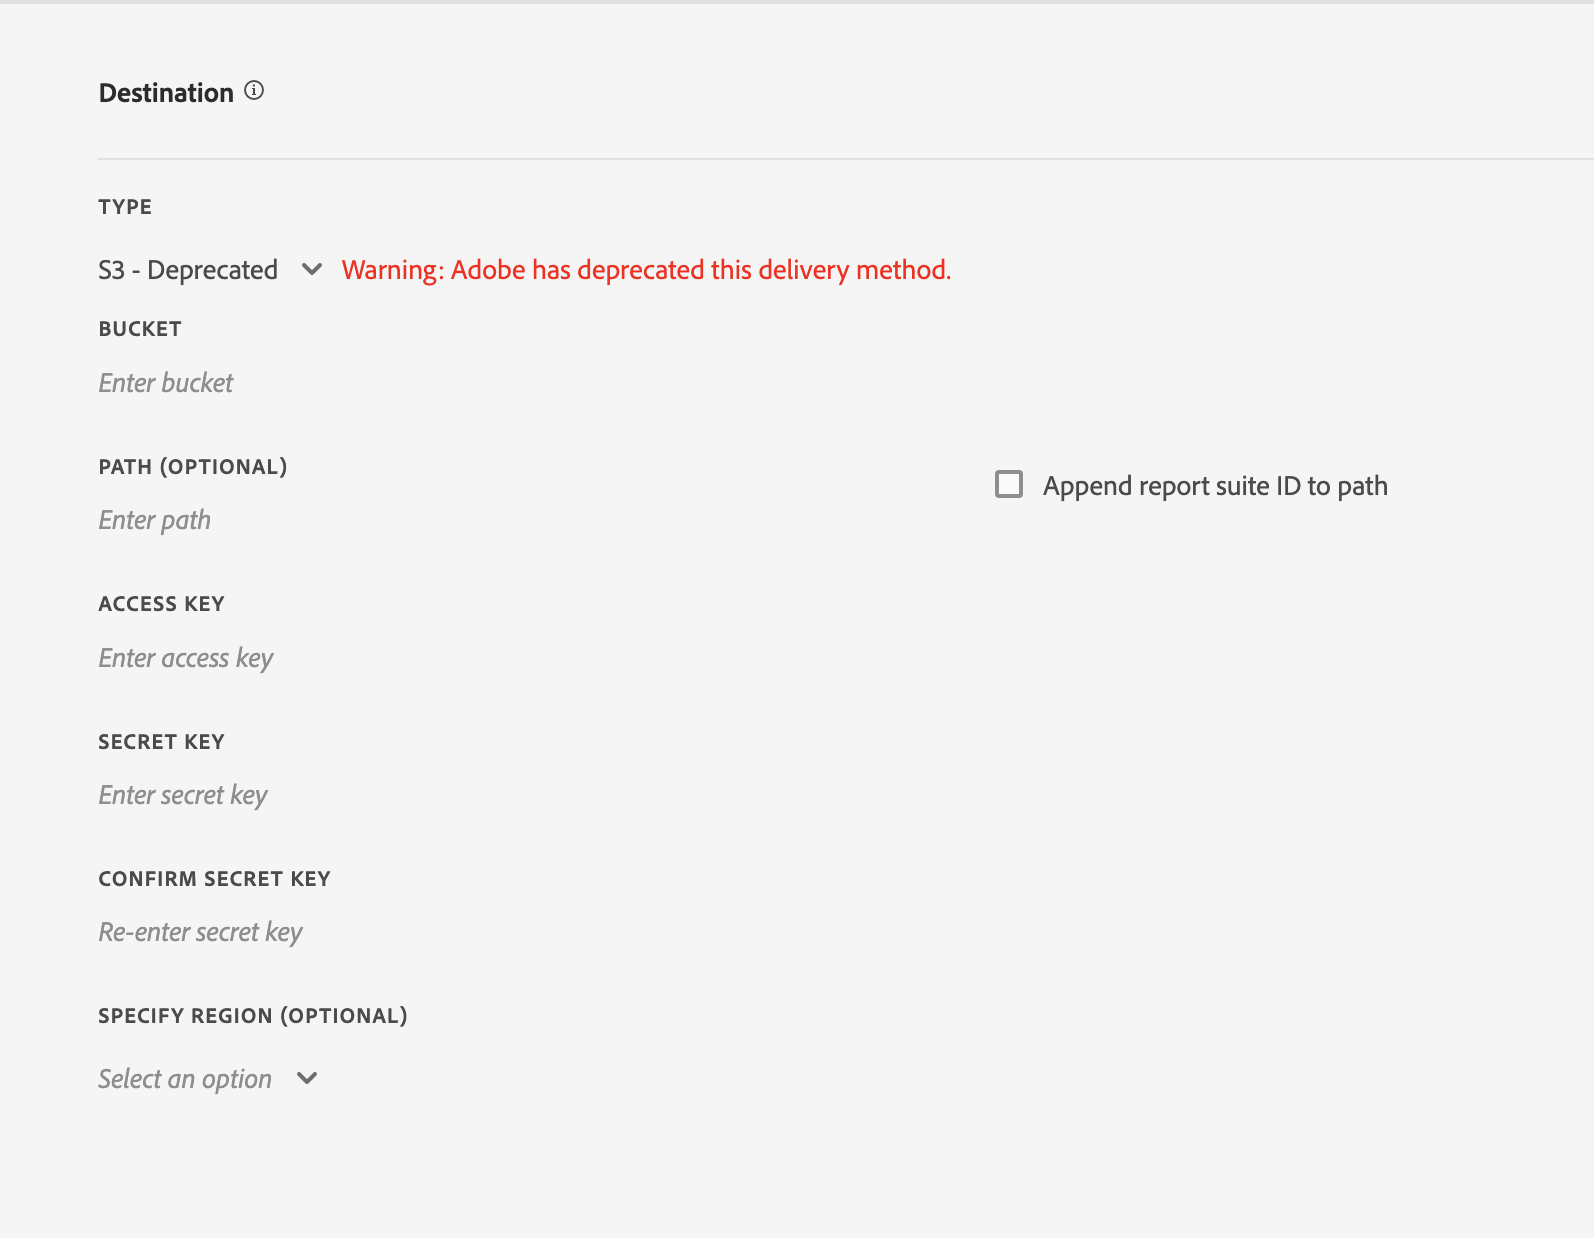 Destination
TYPE
S3 - Deprecated Warning: Adobe has deprecated this delivery method.
BUCKET
Enter bucket
PATH (OPTIONAL)
Append report suite ID to path
Enter path
ACCESS KEY
Enter access key
SECRET KEY
Enter secret key
CONFIRM SECRET KEY
Re-enter secret key
SPECIFY REGION (OPTIONAL)
Select an option